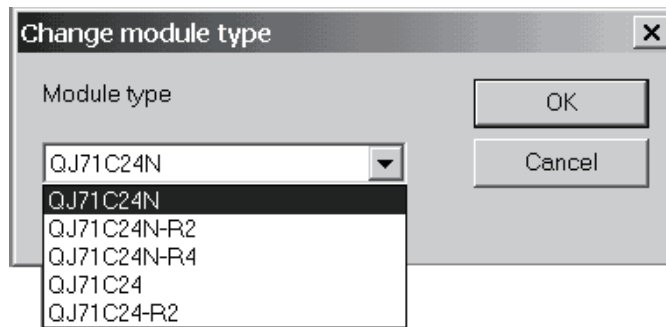 Change module type
Module type
OK
QJ71C24N
Cancel
QJ71C24N
QJ71C24N-R2
QJ71C24N-R4
QJ71C24
QJ71C24-R2